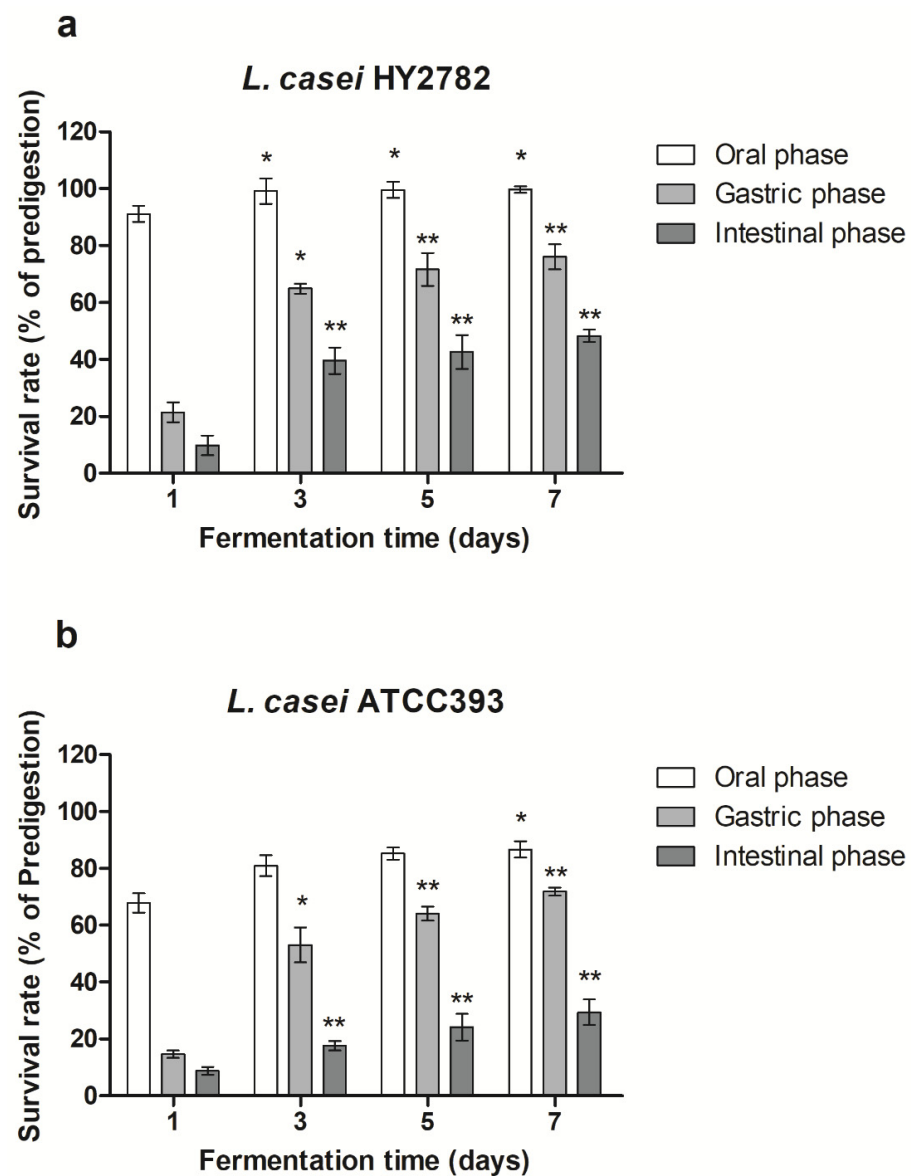 a
L. casei HY2782
Survival rate (% of predigestion)
120
100
80
60
40
20
0
* * *
* ** **
** ** **
1 3 5 7
Fermentation time (days)
Oral phase
Gastric phase
Intestinal phase
b
L. casei ATCC393
Survival rate (% of Predigestion)
120
100
80
60
40
20
0
*
* ** **
** ** **
1 3 5 7
Fermentation time (days)
Oral phase
Gastric phase
Intestinal phase